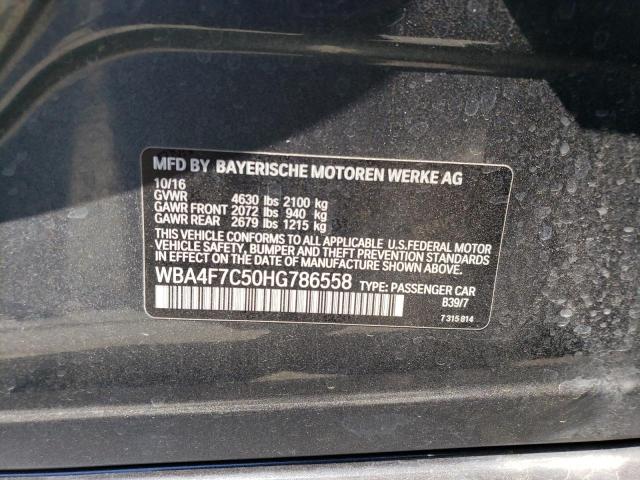 MFD BY BAYERISCHE MOTOREN WERKE AG
10/16
GVWR 4630 lbs 2100 kg
GAWR FRONT 2072 lbs 940 kg
GAWR REAR 2679 lbs 1215 kg
THIS VEHICLE CONFORMS TO ALL APPLICABLE U.S.FEDERAL MOTOR
VEHICLE SAFETY, BUMPER AND THEFT PREVENTION STANDARDS
IN EFFECT ON THE DATE OF MANUFACTURE SHOWN ABOVE.
WBA4F7C50HG786558 TYPE: PASSENGER CAR
B39/7
7 315 814